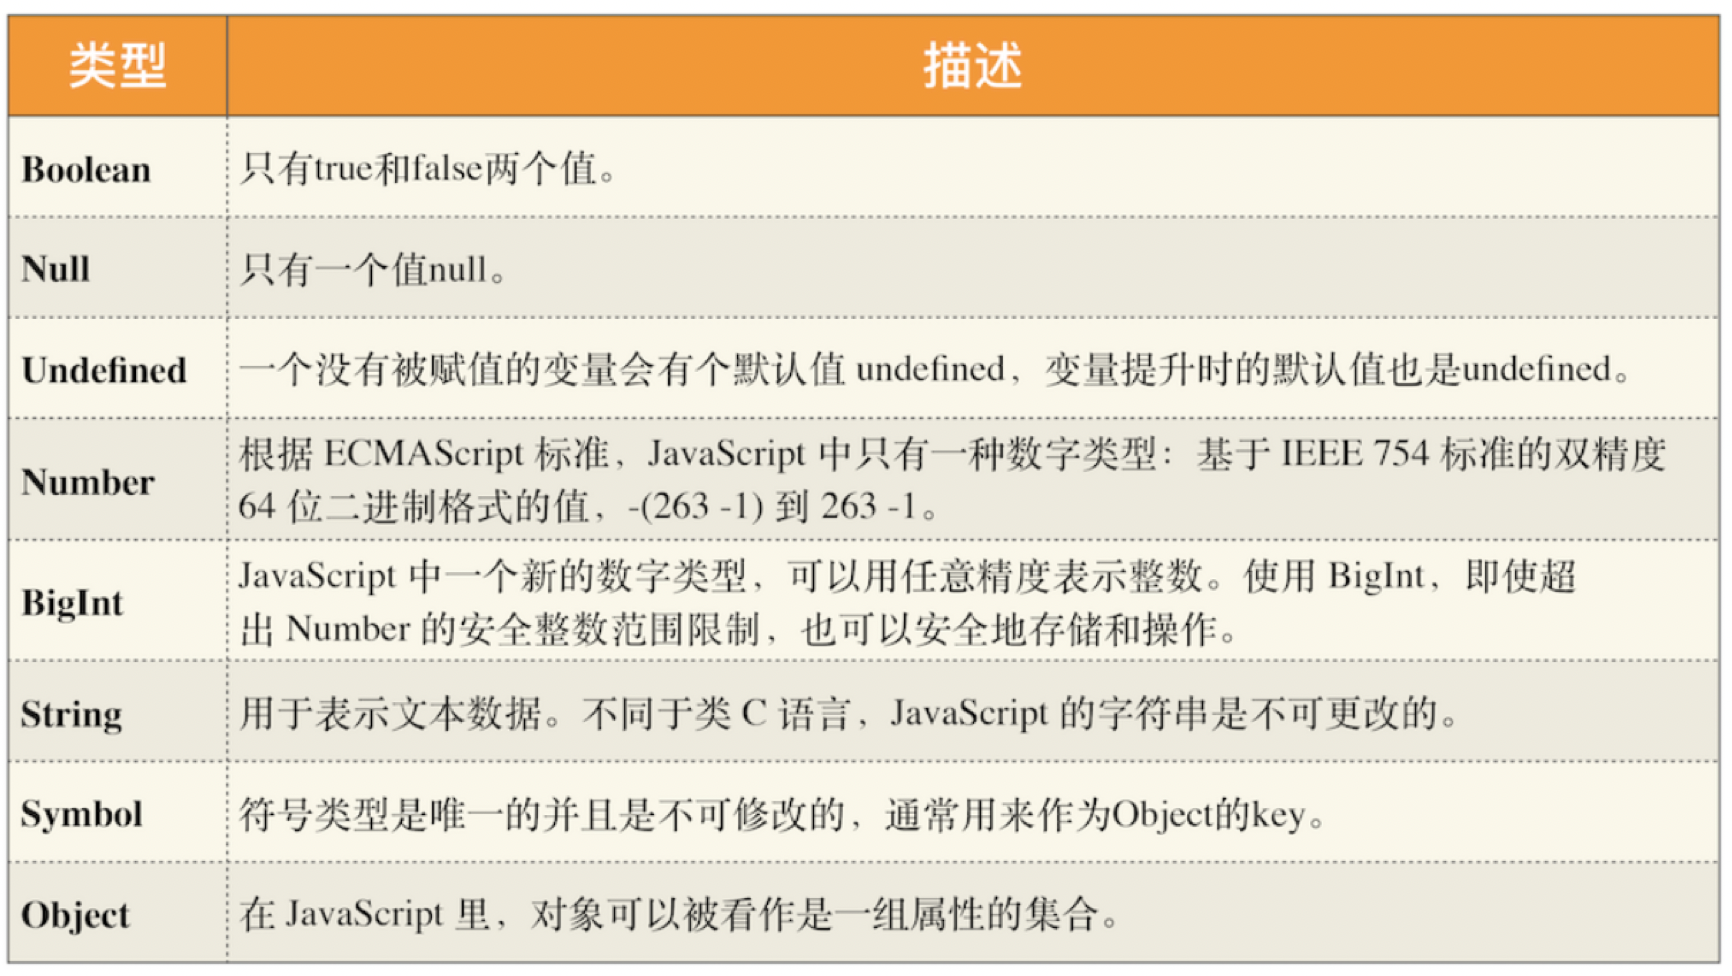 类型 描述
Boolean 只有true和false两个值。
Null 只有一个值null。
Undefined 一个没有被赋值的变量会有个默认值 undefined，变量提升时的默认值也是undefined。
Number 根据 ECMAScript 标准，JavaScript 中只有一种数字类型：基于 IEEE 754 标准的双精度
64 位二进制格式的值，-(263 -1) 到 263 -1。
BigInt JavaScript 中一个新的数字类型，可以用任意精度表示整数。使用 BigInt，即使超
出 Number 的安全整数范围限制，也可以安全地存储和操作。
String 用于表示文本数据。不同于类 C 语言，JavaScript 的字符串是不可更改的。
Symbol 符号类型是唯一的并且是不可修改的，通常用来作为Object的key。
Object 在 JavaScript 里，对象可以被看作是一组属性的集合。